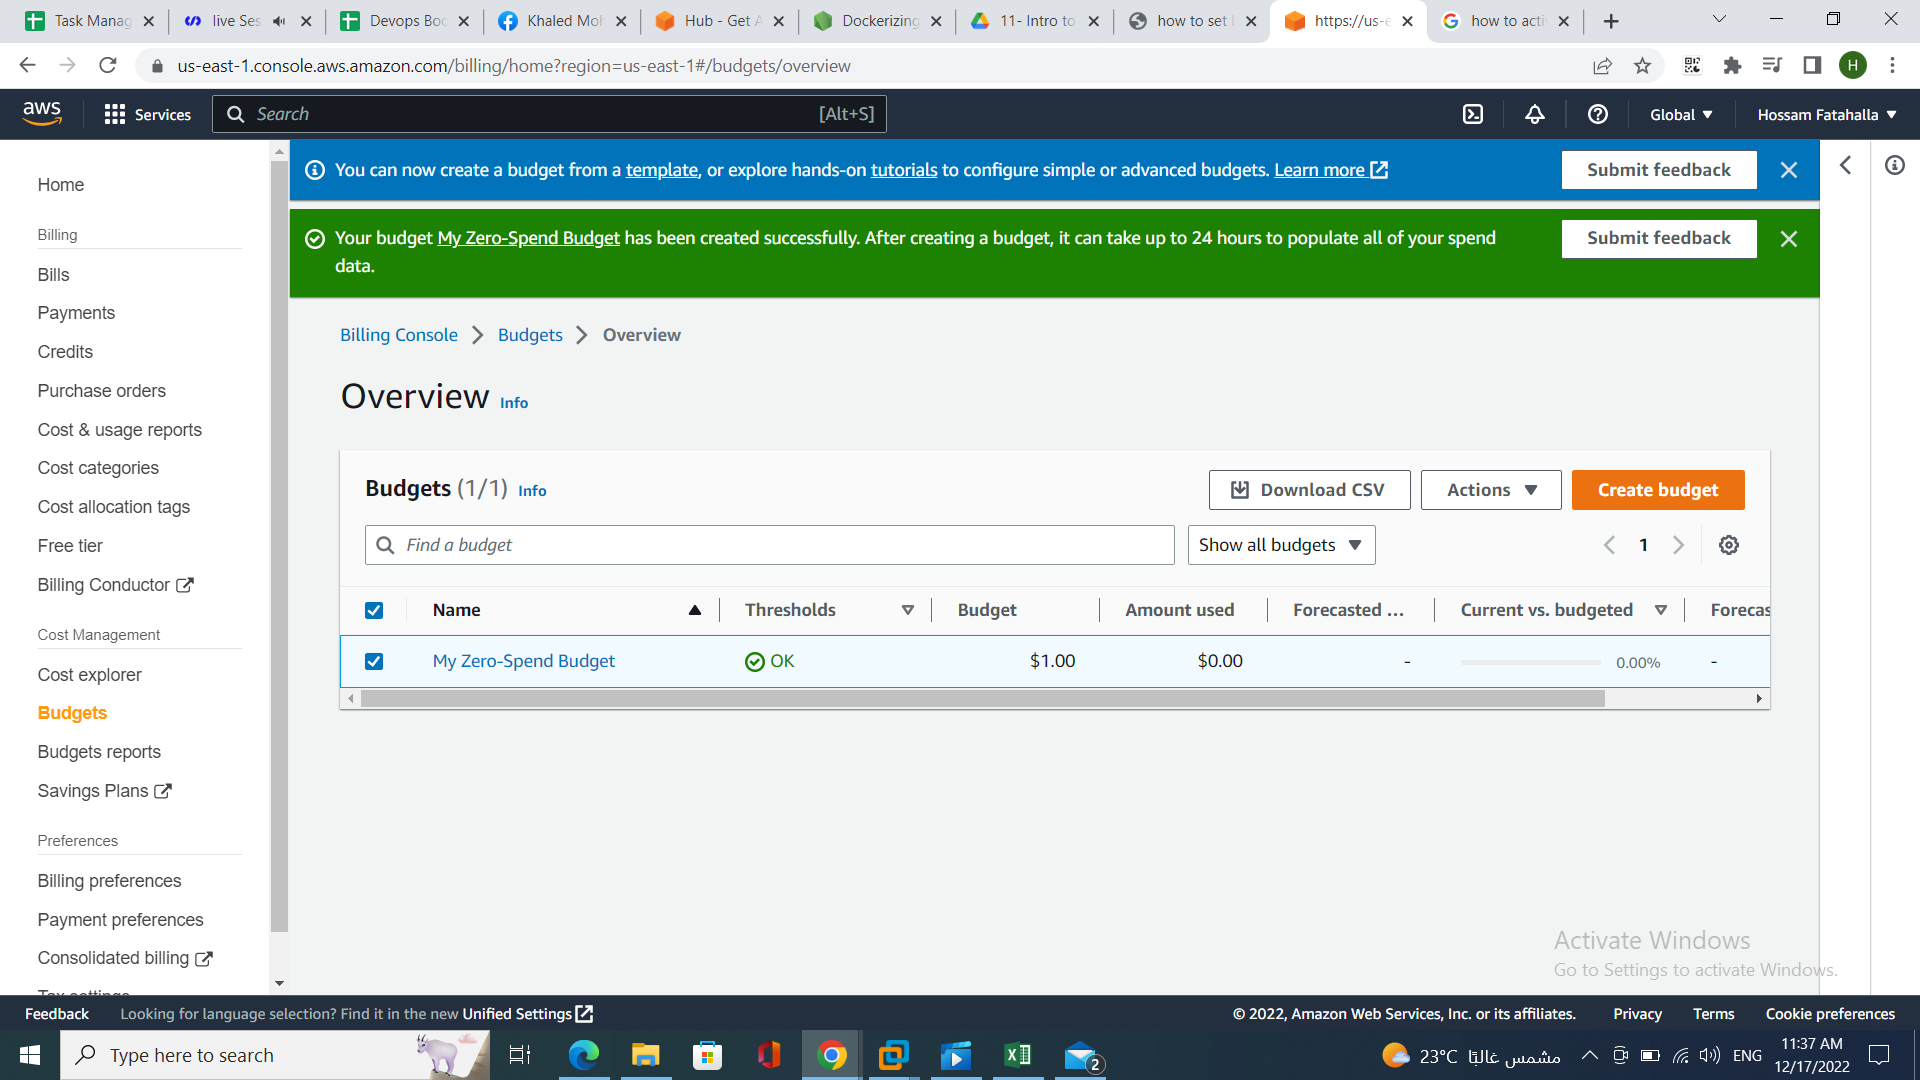 Task Manag
live Ses
Devops Boo
Khaled Moh
Hub - Get A
Dockerizing
11- Intro to
how to set
https://us-e
how to acti
us-east-1.console.aws.amazon.com/billing/home?region=us-east-1#/budgets/overview
H
aws
Services
Search
[Alt+S]
Global
Hossam Fatahalla
Home
Billing
Bills
Payments
Credits
Purchase orders
Cost & usage reports
Cost categories
Cost allocation tags
Free tier
Billing Conductor
Cost Management
Cost explorer
Budgets
Budgets reports
Savings Plans
Preferences
Billing preferences
Payment preferences
Consolidated billing
Tax settings
You can now create a budget from a template, or explore hands-on tutorials to configure simple or advanced budgets. Learn more
Submit feedback
Your budget My Zero-Spend Budget has been created successfully. After creating a budget, it can take up to 24 hours to populate all of your spend
data.
Submit feedback
Billing Console
Budgets
Overview
Overview Info
Budgets (1/1) Info
Download CSV
Actions
Create budget
Find a budget
Show all budgets
1
Name
Thresholds
Budget
Amount used
Forecasted ...
Current vs. budgeted
Forecas
My Zero-Spend Budget
OK
$1.00
$0.00
-
0.00%
-
Activate Windows
Go to Settings to activate Windows.
Feedback
Looking for language selection? Find it in the new Unified Settings
© 2022, Amazon Web Services, Inc. or its affiliates.
Privacy
Terms
Cookie preferences
Type here to search
2
23°C مشمس غالبًا
ENG
11:37 AM
12/17/2022